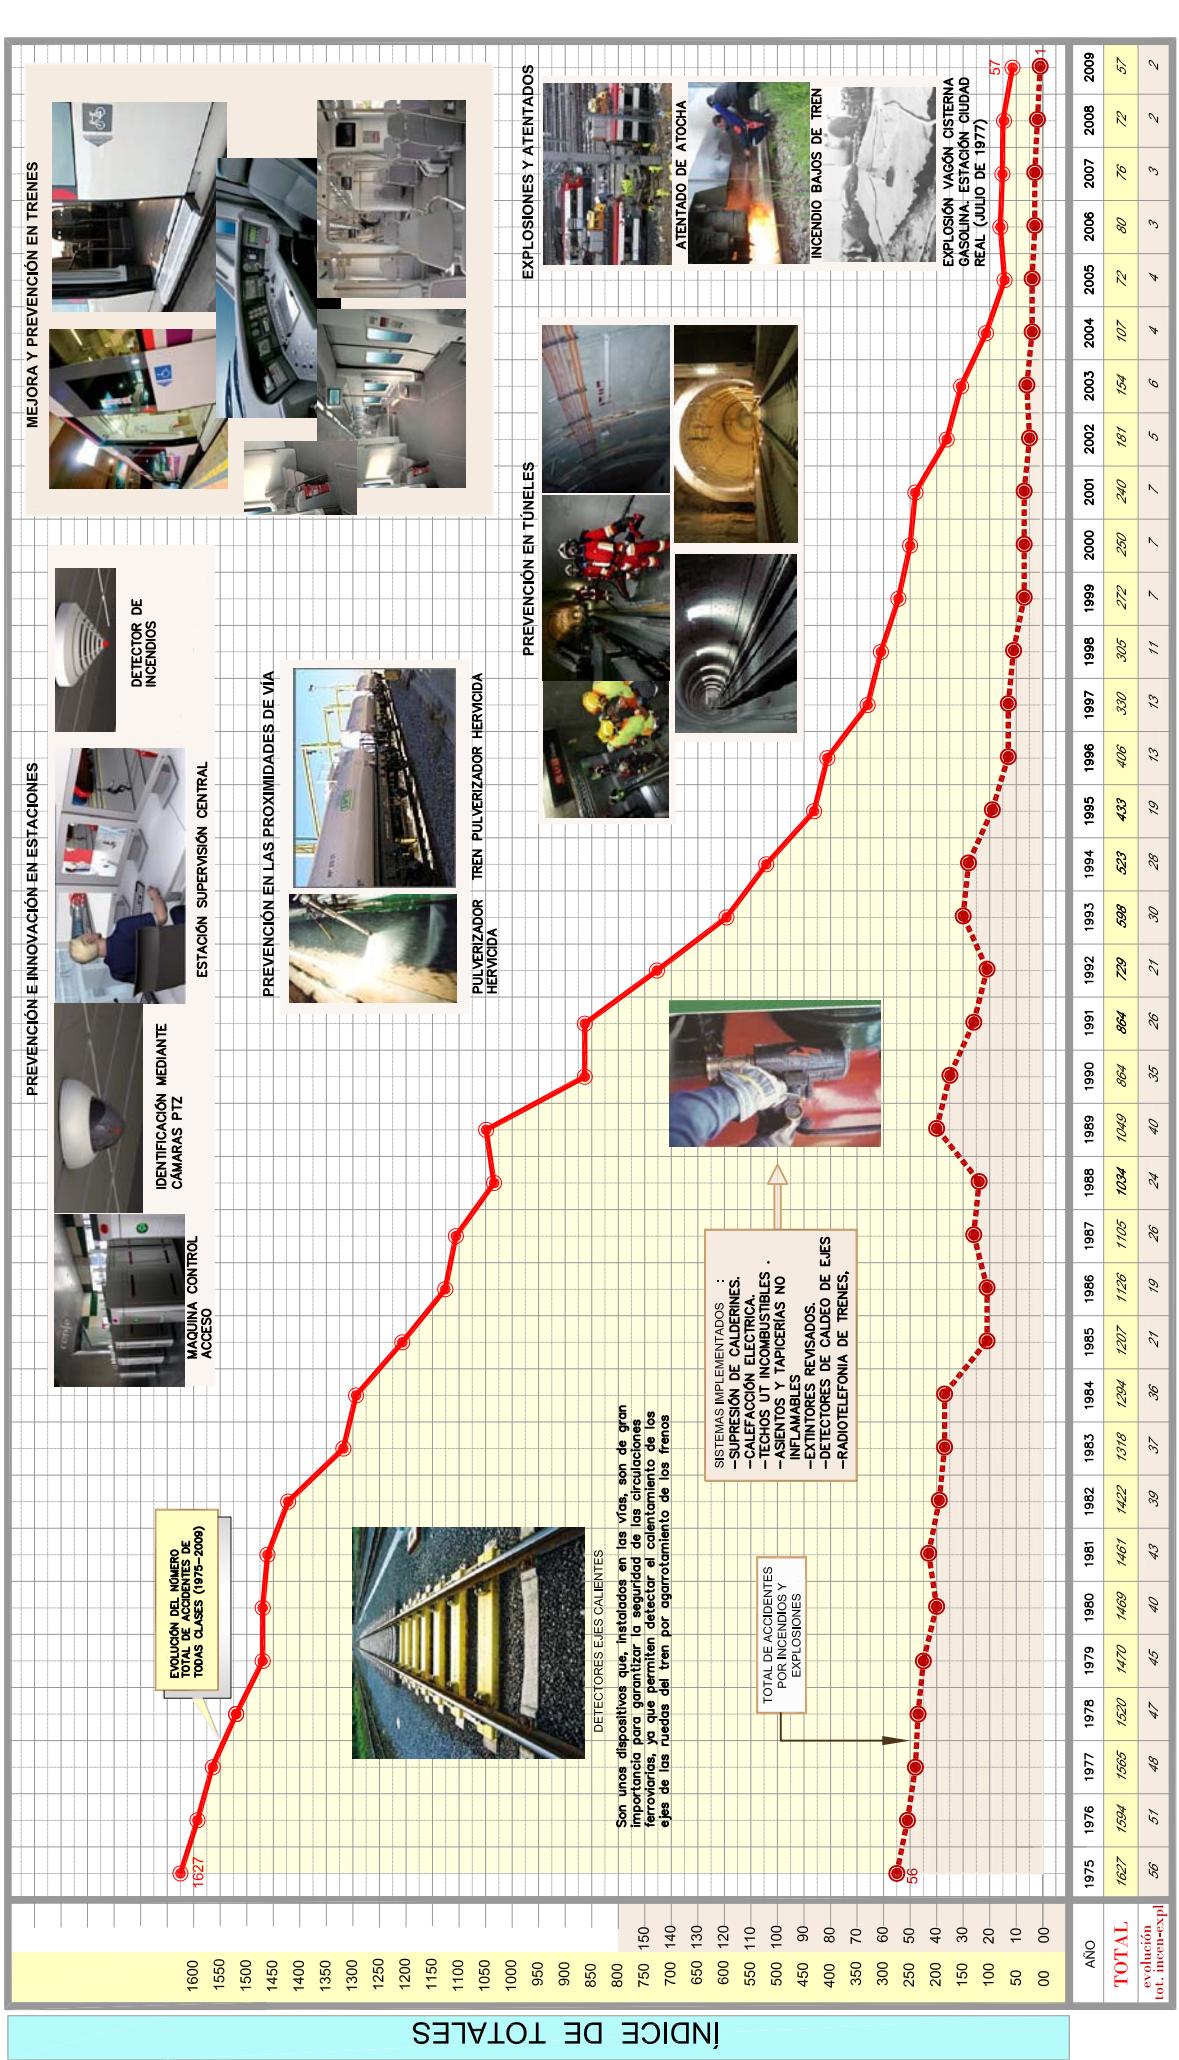 ÍNDICE DE TOTALES
MEJORA Y PREVENCIÓN EN TRENES
PREVENCIÓN E INNOVACIÓN EN ESTACIONES
MAQUINA CONTROL
ACCESO
IDENTIFICACIÓN MEDIANTE
CÁMARAS PTZ
ESTACIÓN SUPERVISIÓN CENTRAL
DETECTOR DE
INCENDIOS
PREVENCIÓN EN LAS PROXIMIDADES DE VÍA
PULVERIZADOR
HERVICIDA
TREN PULVERIZADOR HERVICIDA
PREVENCIÓN EN TÚNELES
EXPLOSIONES Y ATENTADOS
ATENTADO DE ATOCHA
INCENDIO BAJOS DE TREN
EXPLOSIÓN VAGÓN CISTERNA
GASOLINA. ESTACIÓN CIUDAD
REAL (JULIO DE 1977)
EVOLUCIÓN DEL NÚMERO
TOTAL DE ACCIDENTES DE
TODAS CLASES (1975-2009)
DETECTORES EJES CALIENTES
Son unos dispositivos que, instalados en las vías, son de gran
importancia para garantizar la seguridad de las circulaciones
ferroviarias, ya que permiten detectar el calentamiento de los
ejes de las ruedas del tren por agarrotamiento de los frenos
SISTEMAS IMPLEMENTADOS :
-SUPRESIÓN DE CALDERINES.
-CALEFACCIÓN ELECTRICA.
-TECHOS UT INCOMBUSTIBLES .
-ASIENTOS Y TAPICERÍAS NO
INFLAMABLES
-EXTINTORES REVISADOS.
-DETECTORES DE CALDEO DE EJES
-RADIOTELEFONIA DE TRENES,
TOTAL DE ACCIDENTES
POR INCENDIOS Y
EXPLOSIONES
1627
57
56
1
1600
1550
1500
1450
1400
1350
1300
1250
1200
1150
1100
1050
1000
950
900
850
800
750 150
700 140
650 130
600 120
550 110
500 100
450 90
400 80
350 70
300 60
250 50
200 40
150 30
100 20
50 10
00 00
AÑO 1975 1976 1977 1978 1979 1980 1981 1982 1983 1984 1985 1986 1987 1988 1989 1990 1991 1992 1993 1994 1995 1996 1997 1998 1999 2000 2001 2002 2003 2004 2005 2006 2007 2008 2009
TOTAL 1627 1594 1565 1520 1470 1469 1461 1422 1318 1294 1207 1126 1105 1034 1049 864 864 729 598 523 433 406 330 305 272 250 240 181 154 107 72 80 76 72 57
evolución
tot. incen-expl 56 51 48 47 45 40 43 39 37 36 21 19 26 24 40 35 26 21 30 28 19 13 13 11 7 7 7 5 6 4 4 3 3 2 2